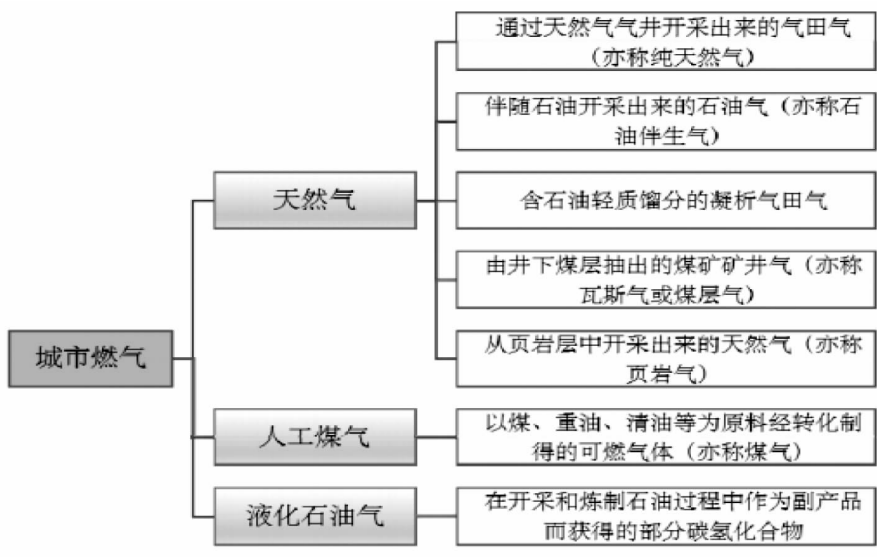 通过天然气气井开采出来的气田气
（亦称纯天然气）
伴随石油开采出来的石油气（亦称石
油伴生气）
天然气
含石油轻质馏分的凝析气田气
由井下煤层抽出的煤矿矿井气（亦称
瓦斯气或煤层气）
城市燃气
从页岩层中开采出来的天然气（亦称
页岩气）
人工煤气
以煤、重油、清油等为原料经转化制
得的可燃气体（亦称煤气）
液化石油气
在开采和炼制石油过程中作为副产品
而获得的部分碳氢化合物